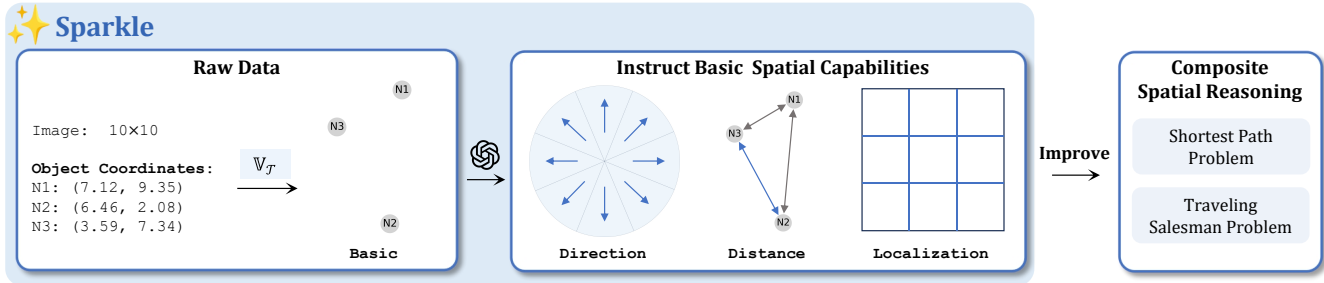 Sparkle
Raw Data
Image: 10×10
Object Coordinates:
N1: (7.12, 9.35)
N2: (6.46, 2.08)
N3: (3.59, 7.34)
𝕍𝒯
N1
N3
N2
Basic
Instruct Basic Spatial Capabilities
Direction
N1
N3
N2
Distance
Localization
Improve
Composite
Spatial Reasoning
Shortest Path
Problem
Traveling
Salesman Problem